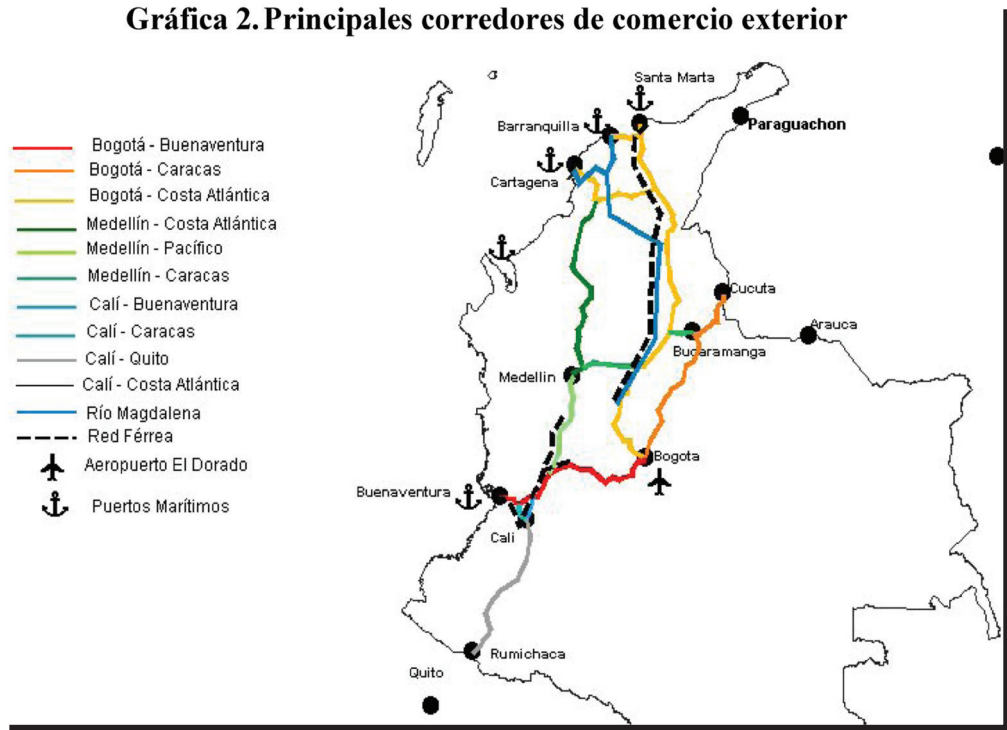 Gráfica 2. Principales corredores de comercio exterior
Bogotá - Buenaventura
Bogotá - Caracas
Bogotá - Costa Atlántica
Medellín - Costa Atlántica
Medellín - Pacífico
Medellín - Caracas
Calí - Buenaventura
Calí - Caracas
Calí - Quito
Calí - Costa Atlántica
Río Magdalena
Red Férrea
Aeropuerto El Dorado
Puertos Marítimos
Santa Marta
Barranquilla
Paraguachon
Cartagena
Cucuta
Arauca
Bucaramanga
Medellin
Bogota
Buenaventura
Cali
Rumichaca
Quito